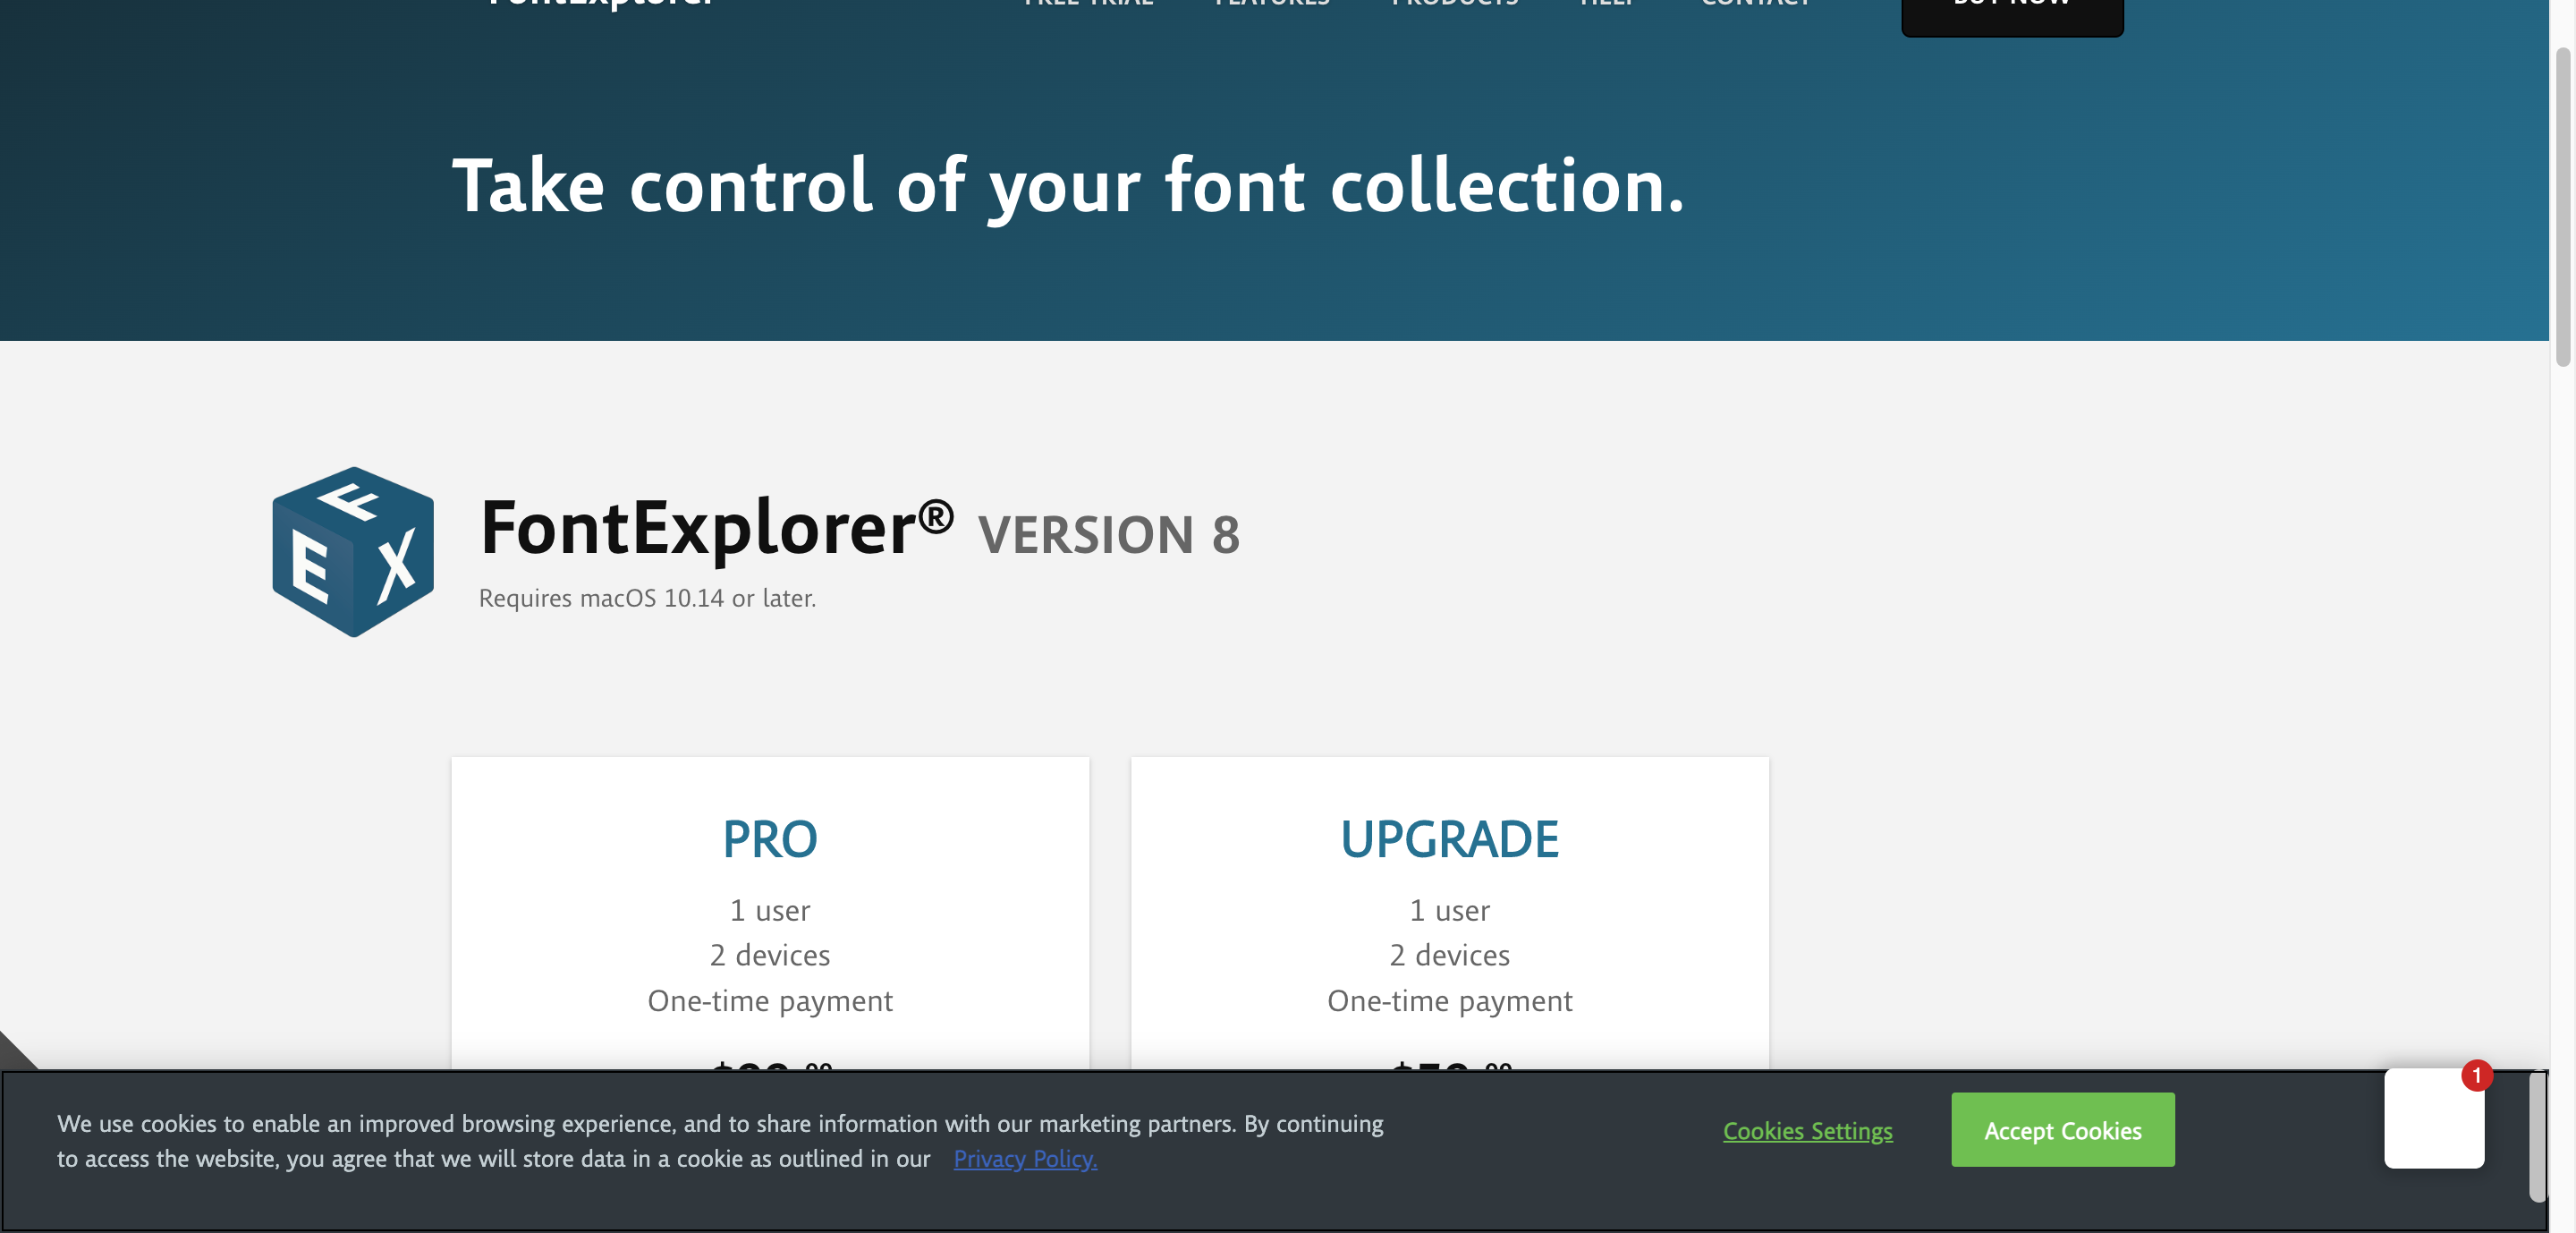 FontExplorer
FREE TRIAL FEATURES PRODUCTS HELP CONTACT BUY NOW
Take control of your font collection.
F
E X
FontExplorer® VERSION 8
Requires macOS 10.14 or later.
PRO
1 user
2 devices
One-time payment
UPGRADE
1 user
2 devices
One-time payment
We use cookies to enable an improved browsing experience, and to share information with our marketing partners. By continuing
to access the website, you agree that we will store data in a cookie as outlined in our Privacy Policy.
Cookies Settings
Accept Cookies
1